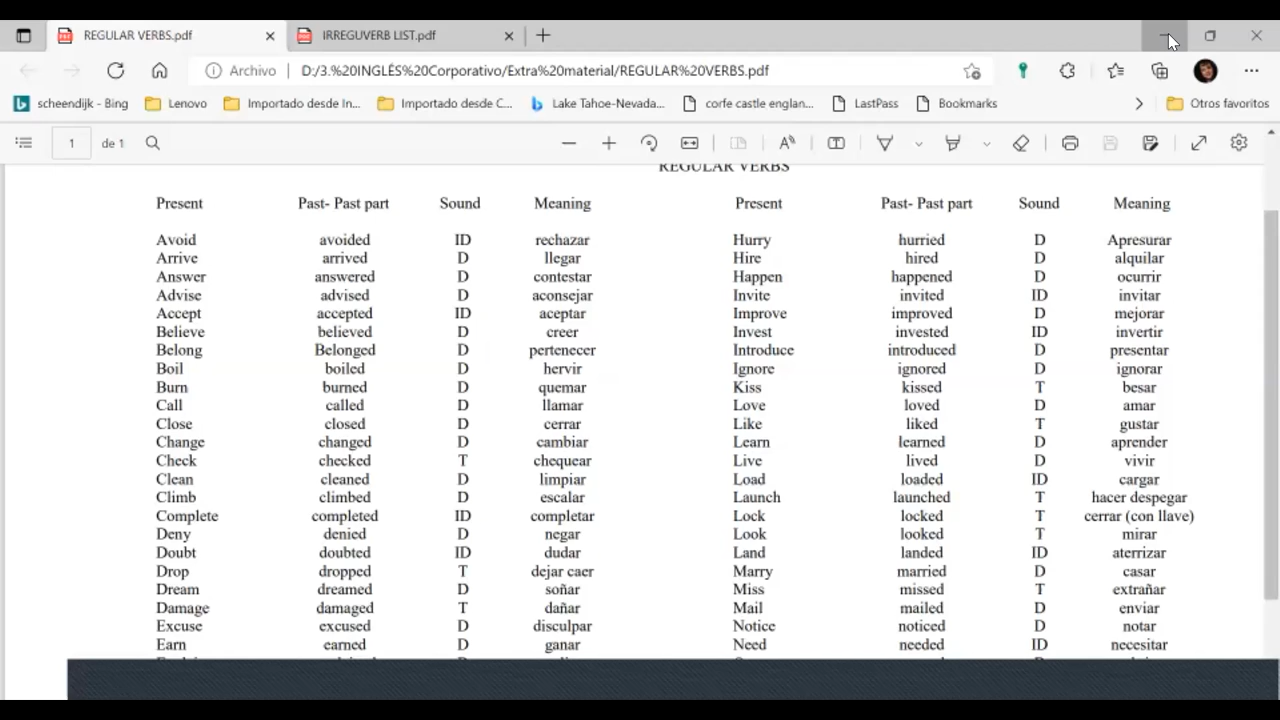 REGULAR VERBS.pdf
IRREGUVERB LIST.pdf
Archivo
D:/3.%20INGLÉS%20Corporativo/Extra%20material/REGULAR%20VERBS.pdf
scheendijk - Bing
Lenovo
Importado desde In...
Importado desde C...
Lake Tahoe-Nevada...
corfe castle englan...
LastPass
Bookmarks
Otros favoritos
1 de 1
REGULAR VERBS
Present Past- Past part Sound Meaning Present Past- Past part Sound Meaning
Avoid avoided ID rechazar Hurry hurried D Apresurar
Arrive arrived D llegar Hire hired D alquilar
Answer answered D contestar Happen happened D ocurrir
Advise advised D aconsejar Invite invited ID invitar
Accept accepted ID aceptar Improve improved D mejorar
Believe believed D creer Invest invested ID invertir
Belong Belonged D pertenecer Introduce introduced D presentar
Boil boiled D hervir Ignore ignored D ignorar
Burn burned D quemar Kiss kissed T besar
Call called D llamar Love loved D amar
Close closed D cerrar Like liked T gustar
Change changed D cambiar Learn learned D aprender
Check checked T chequear Live lived D vivir
Clean cleaned D limpiar Load loaded ID cargar
Climb climbed D escalar Launch launched T hacer despegar
Complete completed ID completar Lock locked T cerrar (con llave)
Deny denied D negar Look looked T mirar
Doubt doubted ID dudar Land landed ID aterrizar
Drop dropped T dejar caer Marry married D casar
Dream dreamed D soñar Miss missed T extrañar
Damage damaged T dañar Mail mailed D enviar
Excuse excused D disculpar Notice noticed D notar
Earn earned D ganar Need needed ID necesitar